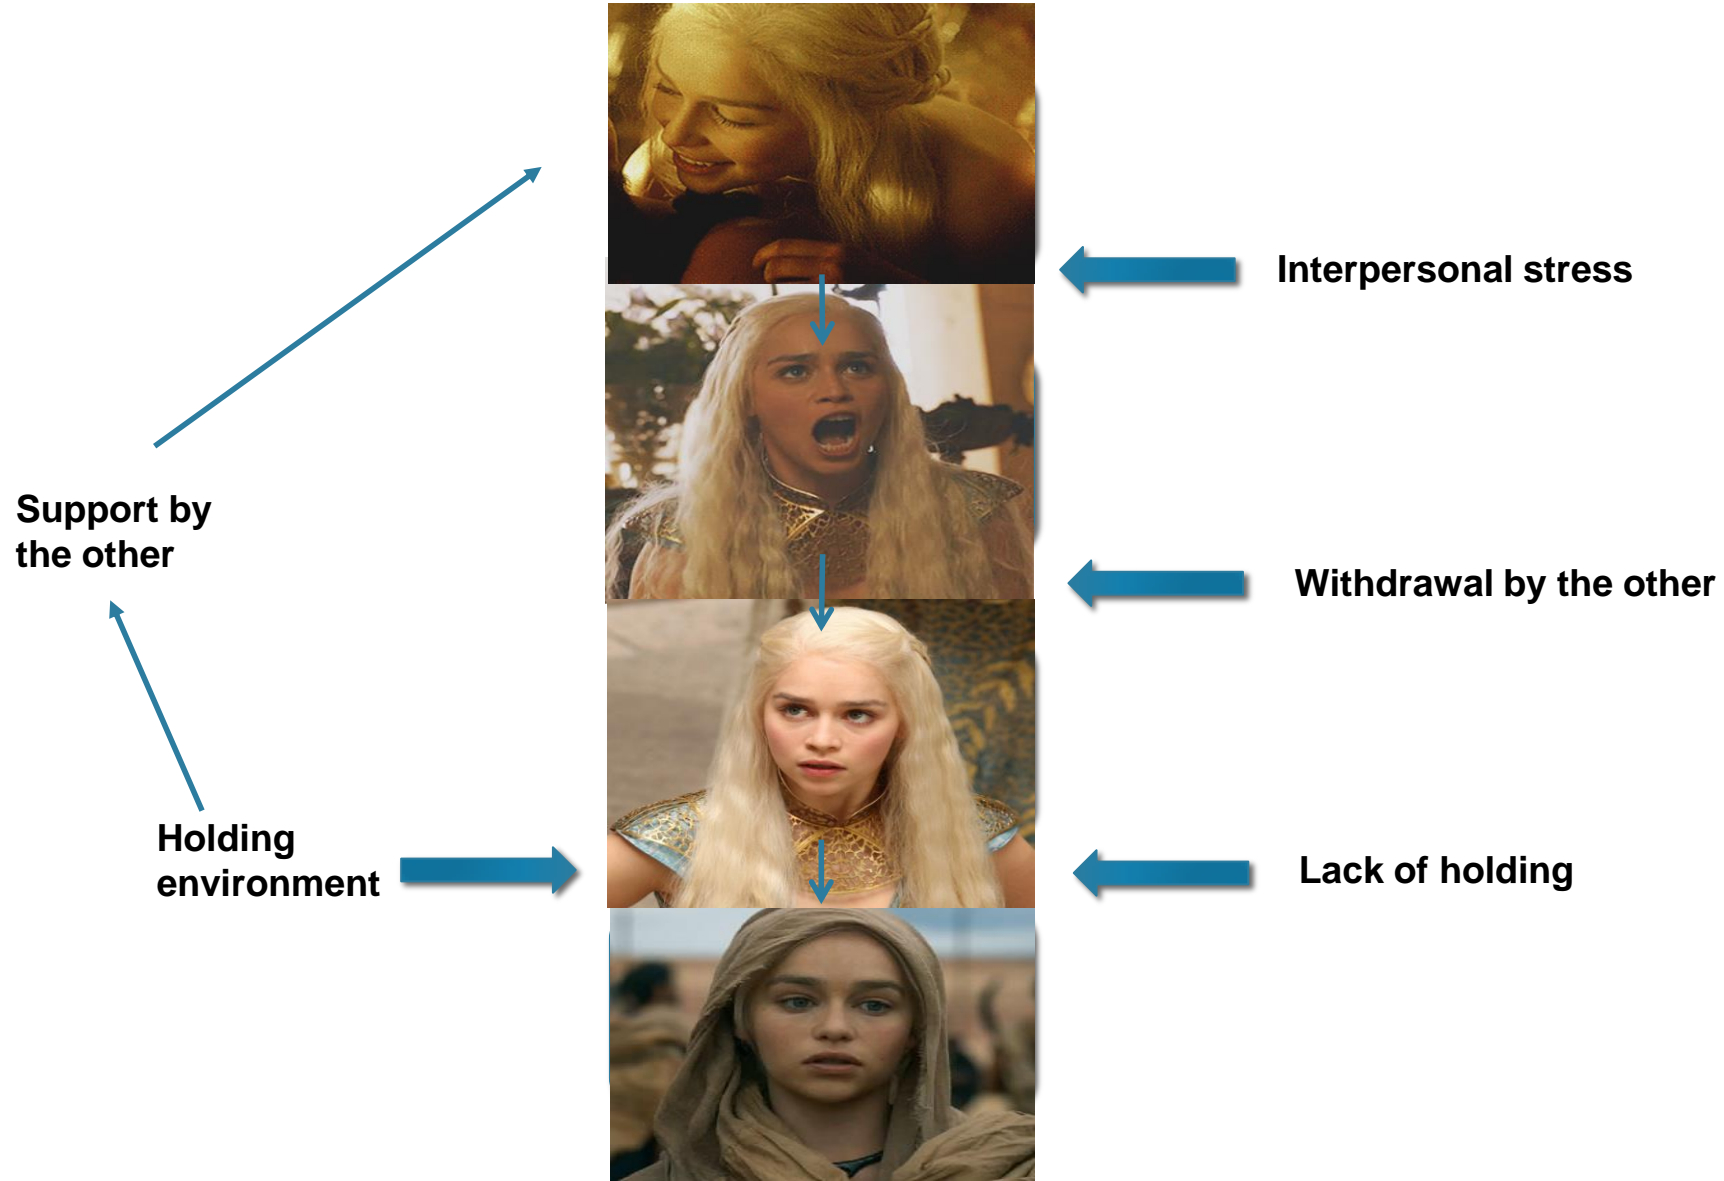 Interpersonal stress
Support by
the other
Withdrawal by the other
Holding
environment
Lack of holding